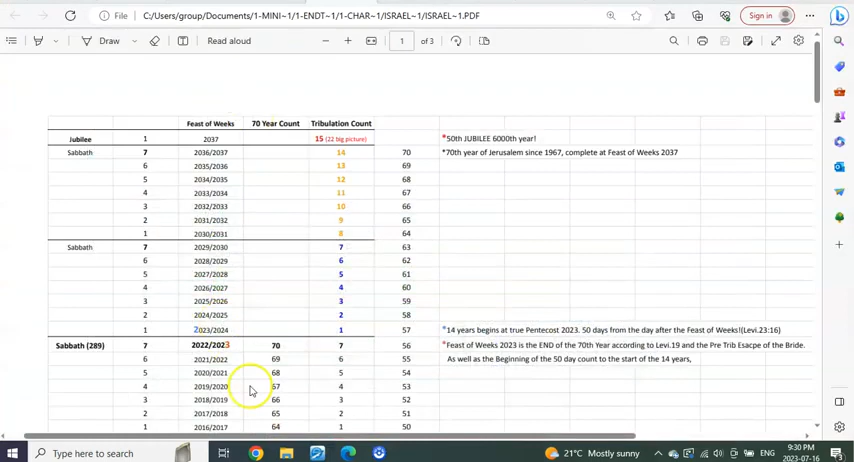 File C:/Users/group/Documents/1-MINI~1/1-ENDT~1/1-CHAR~1/ISRAEL~1/ISRAEL~1.PDF Sign in
Draw Read aloud 1 of 3
Feast of Weeks 70 Year Count Tribulation Count
Jubilee 1 2037 15 (22 big picture) *50th JUBILEE 6000th year!
Sabbath 7 2036/2037 14 70 *70th year of Jerusalem since 1967, complete at Feast of Weeks 2037
6 2035/2036 13 69
5 2034/2035 12 68
4 2033/2034 11 67
3 2032/2033 10 66
2 2031/2032 9 65
1 2030/2031 8 64
Sabbath 7 2029/2030 7 63
6 2028/2029 6 62
5 2027/2028 5 61
4 2026/2027 4 60
3 2025/2026 3 59
2 2024/2025 2 58
1 2023/2024 1 57 *14 years begins at true Pentecost 2023. 50 days from the day after the Feast of Weeks!(Levi.23:16)
Sabbath (289) 7 2022/2023 70 7 56 *Feast of Weeks 2023 is the END of the 70th Year according to Levi.19 and the Pre Trib Esacpe of the Bride.
6 2021/2022 69 6 55 As well as the Beginning of the 50 day count to the start of the 14 years,
5 2020/2021 68 5 54
4 2019/2020 67 4 53
3 2018/2019 66 3 52
2 2017/2018 65 2 51
1 2016/2017 64 1 50
Type here to search 21°C Mostly sunny ENG 9:30 PM
2023-07-16